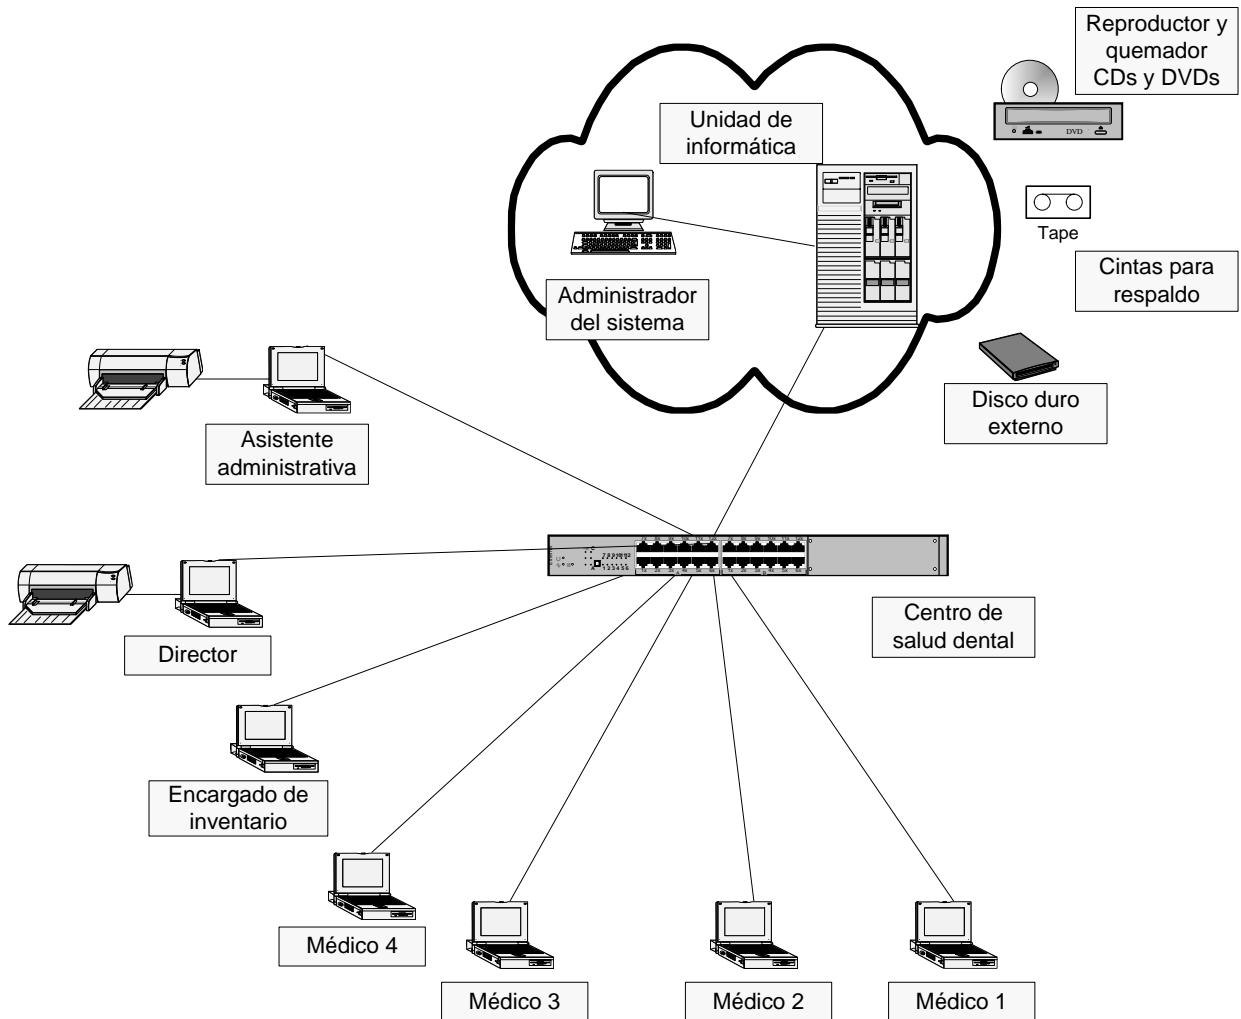 Reproductor y
quemador
CDs y DVDs
Unidad de
informática
DVD
Tape
Cintas para
respaldo
Administrador
del sistema
Disco duro
externo
Asistente
administrativa
Centro de
salud dental
Director
Encargado de
inventario
Médico 4
Médico 3
Médico 2
Médico 1